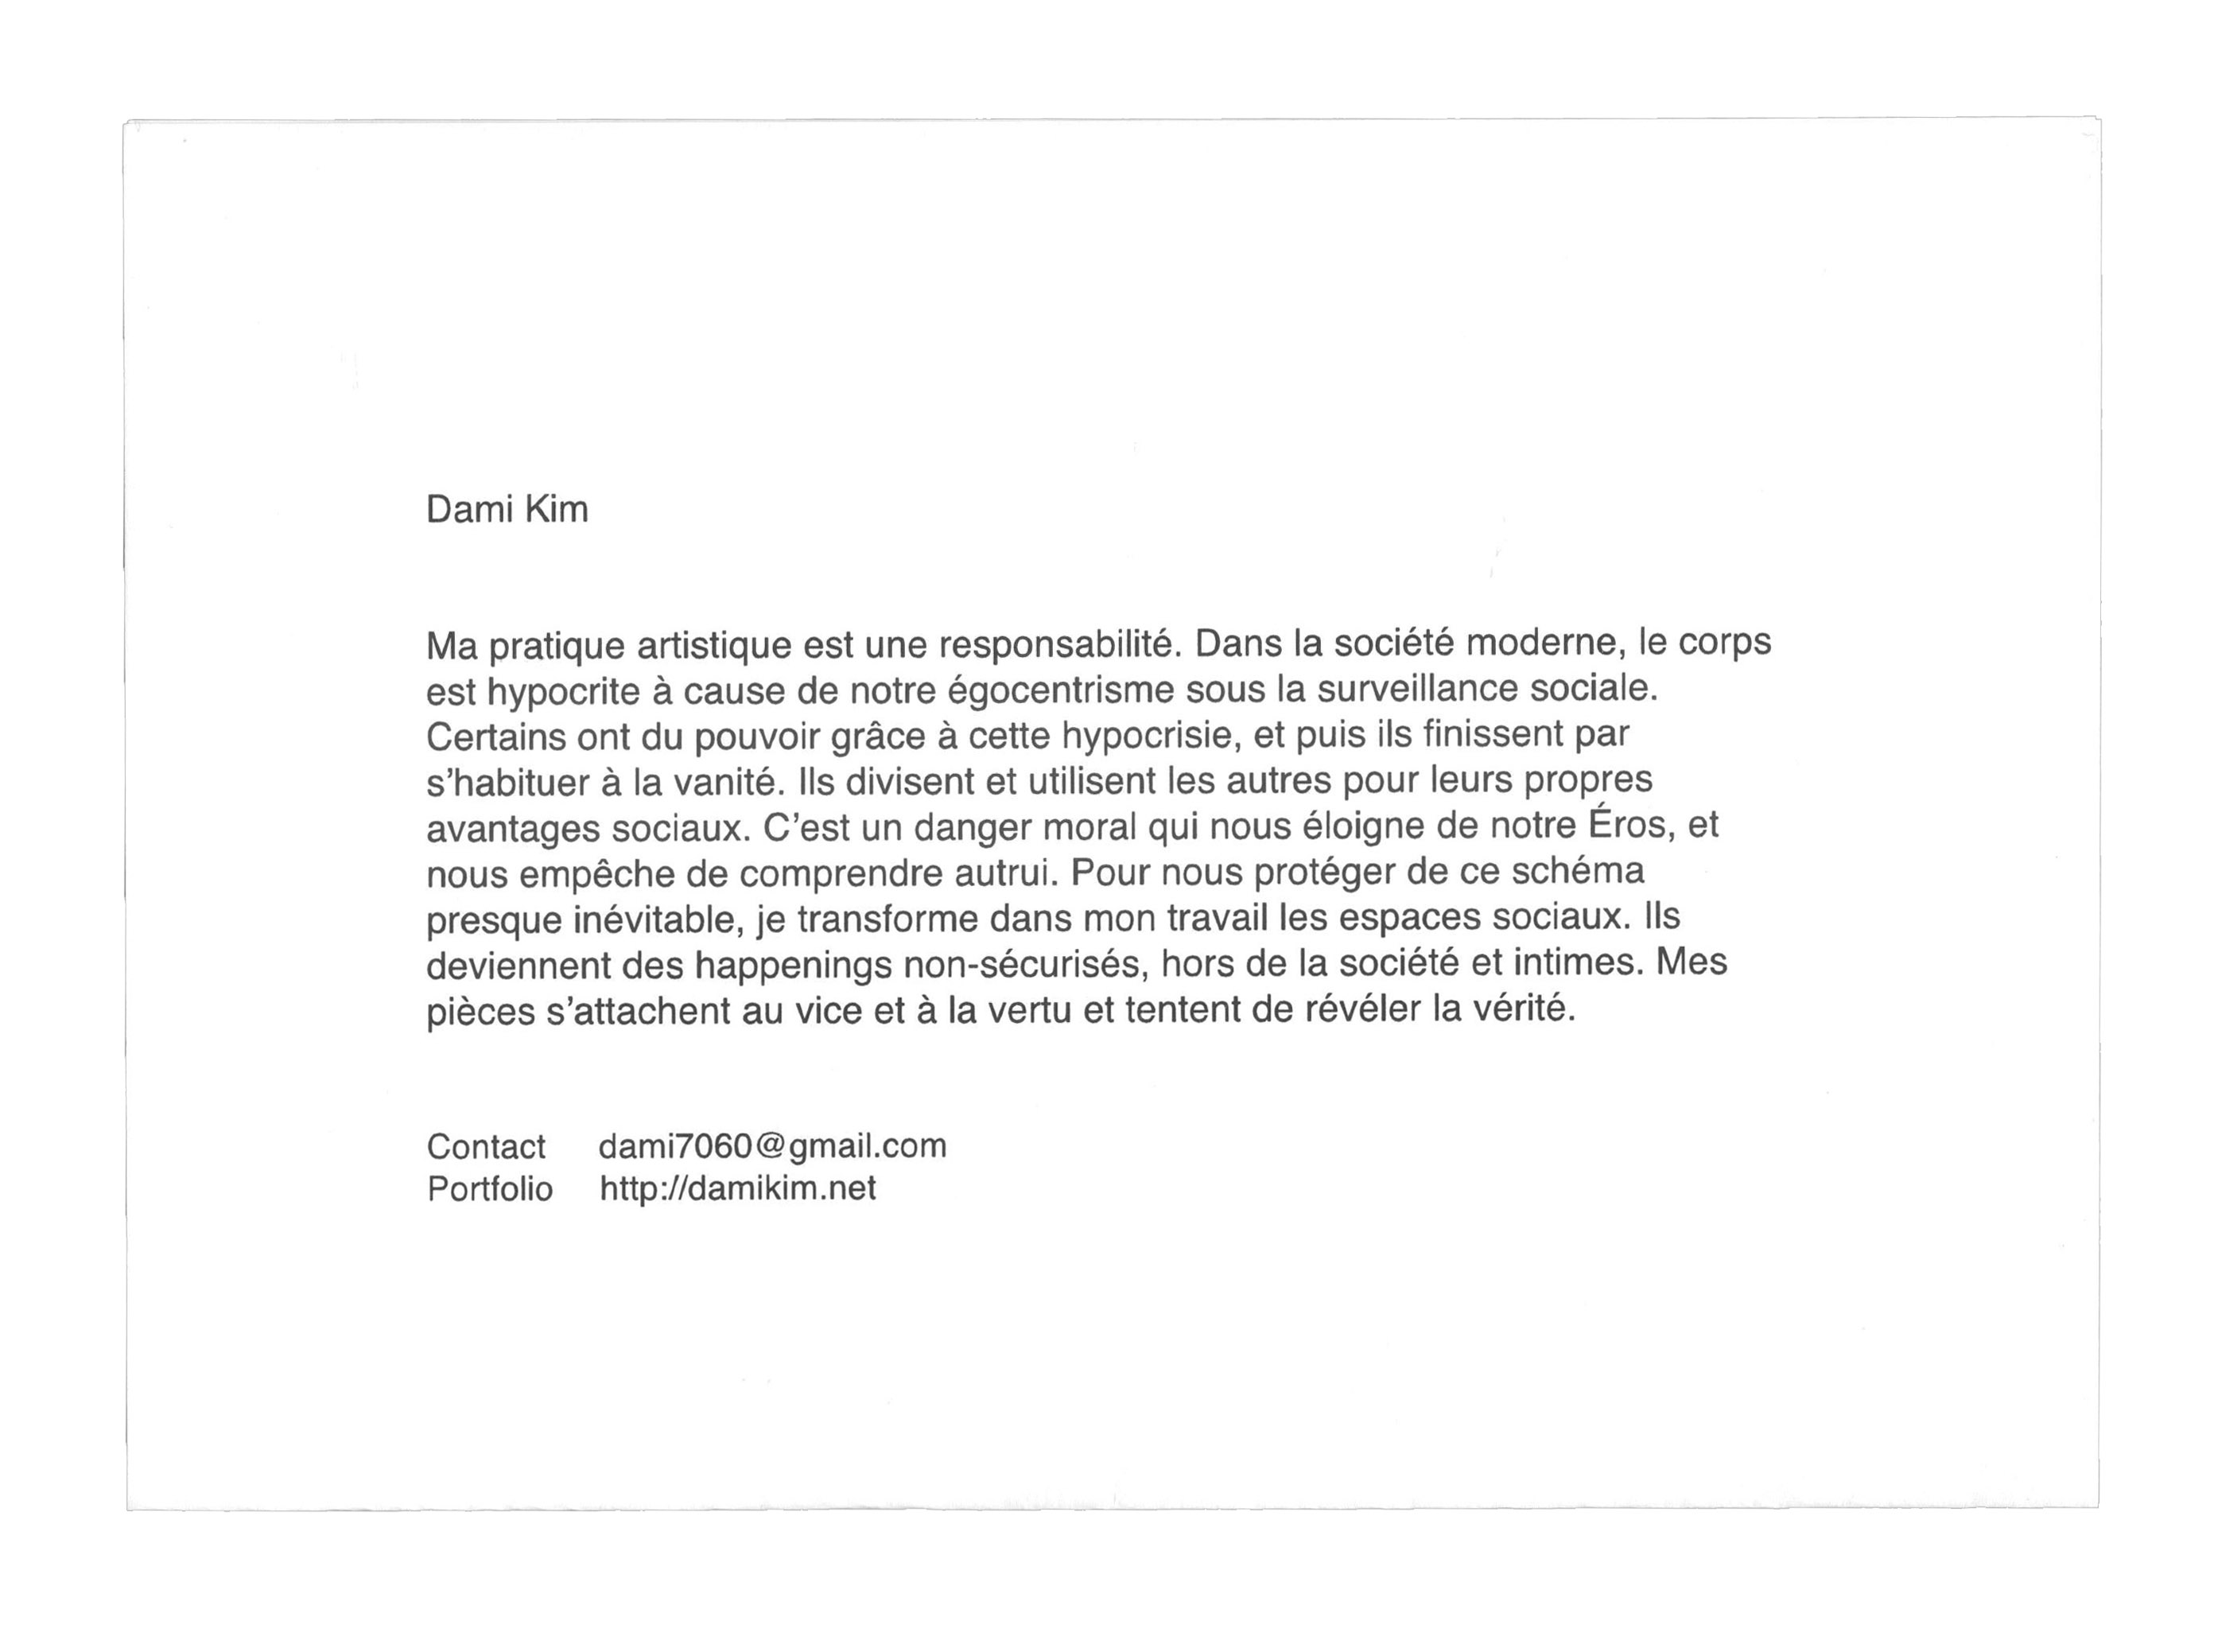 Dami Kim
Ma pratique artistique est une responsabilité. Dans la société moderne, le corps
est hypocrite à cause de notre égocentrisme sous la surveillance sociale.
Certains ont du pouvoir grâce à cette hypocrisie, et puis ils finissent par
s’habituer à la vanité. Ils divisent et utilisent les autres pour leurs propres
avantages sociaux. C’est un danger moral qui nous éloigne de notre Éros, et
nous empêche de comprendre autrui. Pour nous protéger de ce schéma
presque inévitable, je transforme dans mon travail les espaces sociaux. Ils
deviennent des happenings non-sécurisés, hors de la société et intimes. Mes
pièces s’attachent au vice et à la vertu et tentent de révéler la vérité.
Contact dami7060@gmail.com
Portfolio http://damikim.net